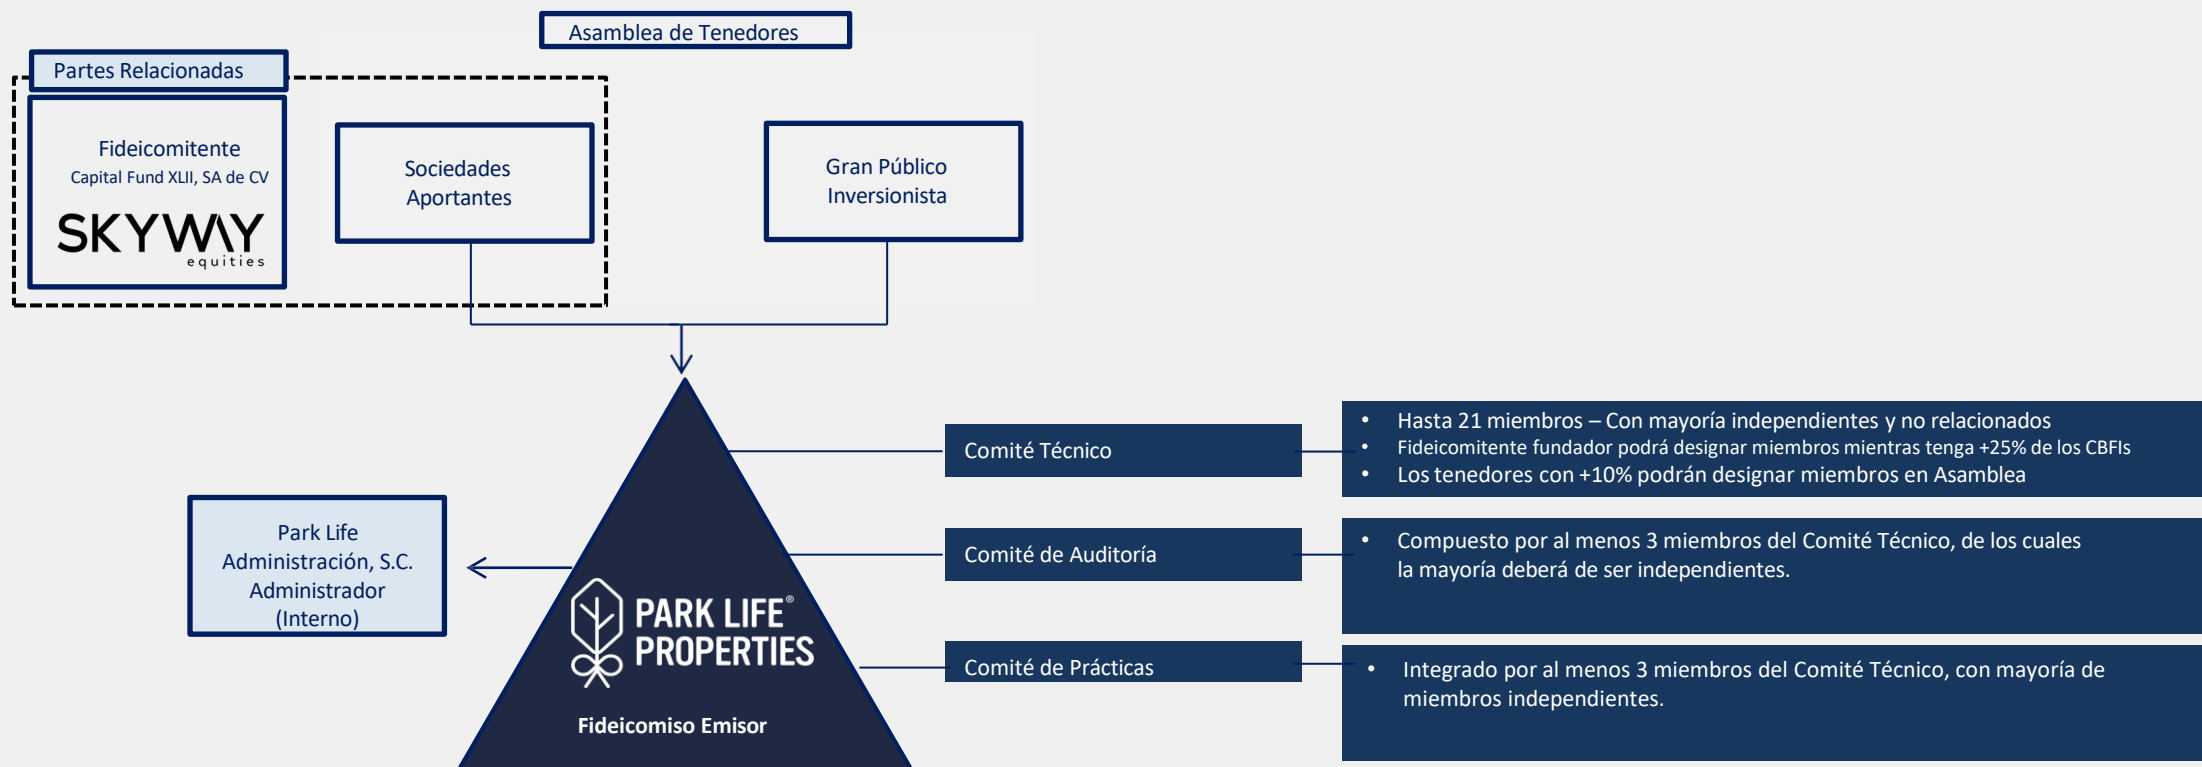 Asamblea de Tenedores
Partes Relacionadas
Fideicomitente
Capital Fund XLII, SA de CV
SKYWAY
equities
Sociedades
Aportantes
Gran Público
Inversionista
Comité Técnico
• Hasta 21 miembros – Con mayoría independientes y no relacionados
• Fideicomitente fundador podrá designar miembros mientras tenga +25% de los CBFIs
• Los tenedores con +10% podrán designar miembros en Asamblea
Park Life
Administración, S.C.
Administrador
(Interno)
Comité de Auditoría
• Compuesto por al menos 3 miembros del Comité Técnico, de los cuales
la mayoría deberá de ser independientes.
PARK LIFE®
PROPERTIES
Fideicomiso Emisor
Comité de Prácticas
• Integrado por al menos 3 miembros del Comité Técnico, con mayoría de
miembros independientes.